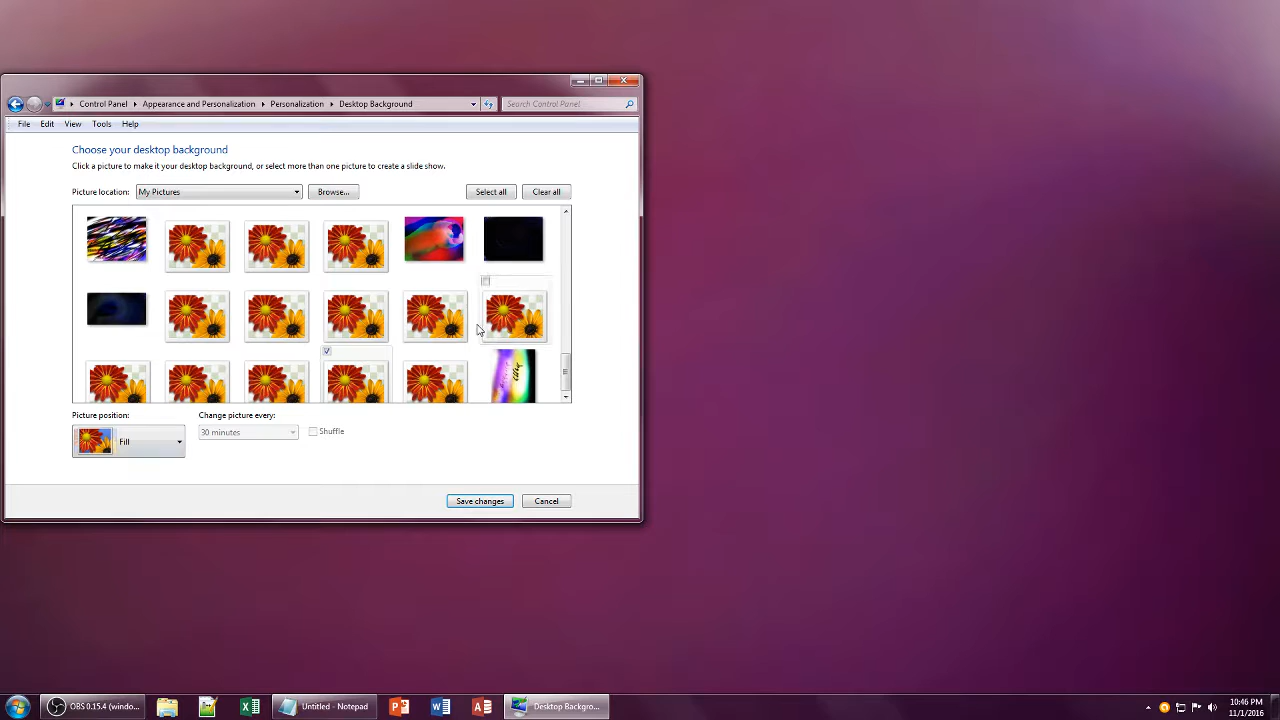 Control Panel Appearance and Personalization Personalization Desktop Background Search Control Panel
File Edit View Tools Help
Choose your desktop background
Click a picture to make it your desktop background, or select more than one picture to create a slide show.
Picture location: My Pictures Browse... Select all Clear all
Picture position: Change picture every:
Fill 30 minutes Shuffle
Save changes Cancel
OBS 0.15.4 (windo... Untitled - Notepad Desktop Backgro... 10:46 PM
11/1/2016